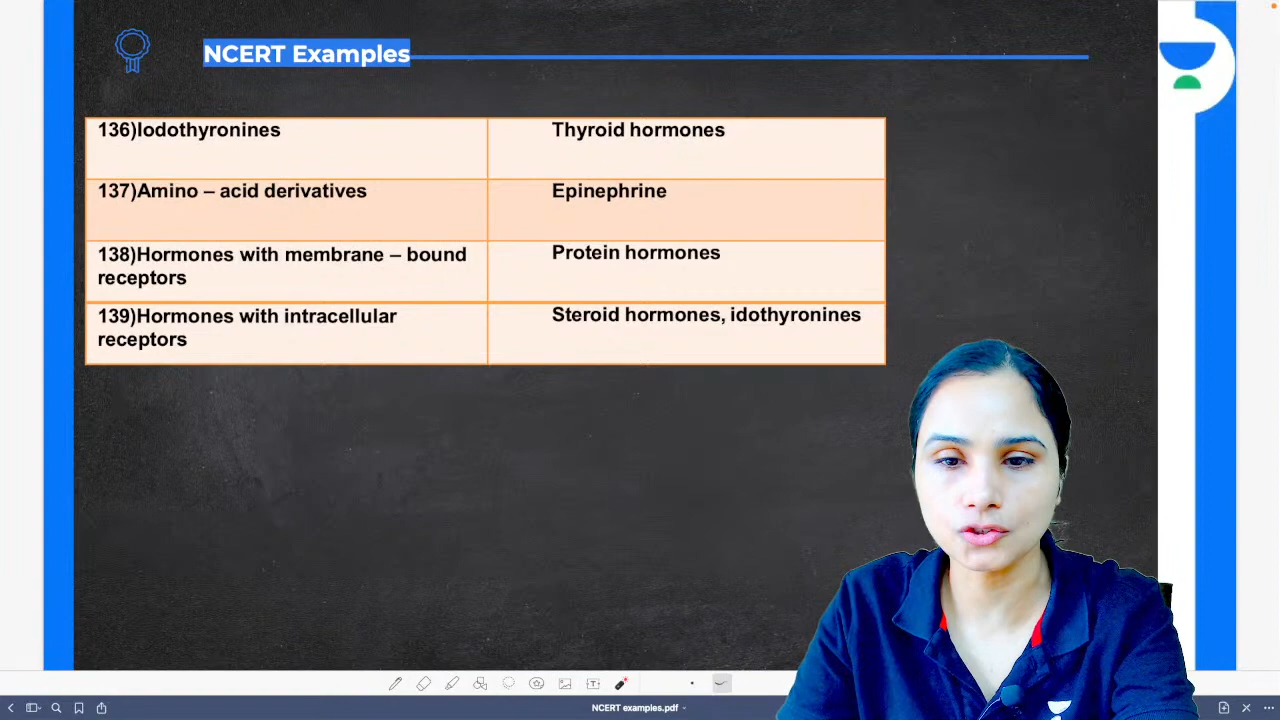 NCERT Examples
136)Iodothyronines
Thyroid hormones
137)Amino – acid derivatives
Epinephrine
138)Hormones with membrane – bound
receptors
Protein hormones
139)Hormones with intracellular
receptors
Steroid hormones, idothyronines
NCERT examples.pdf